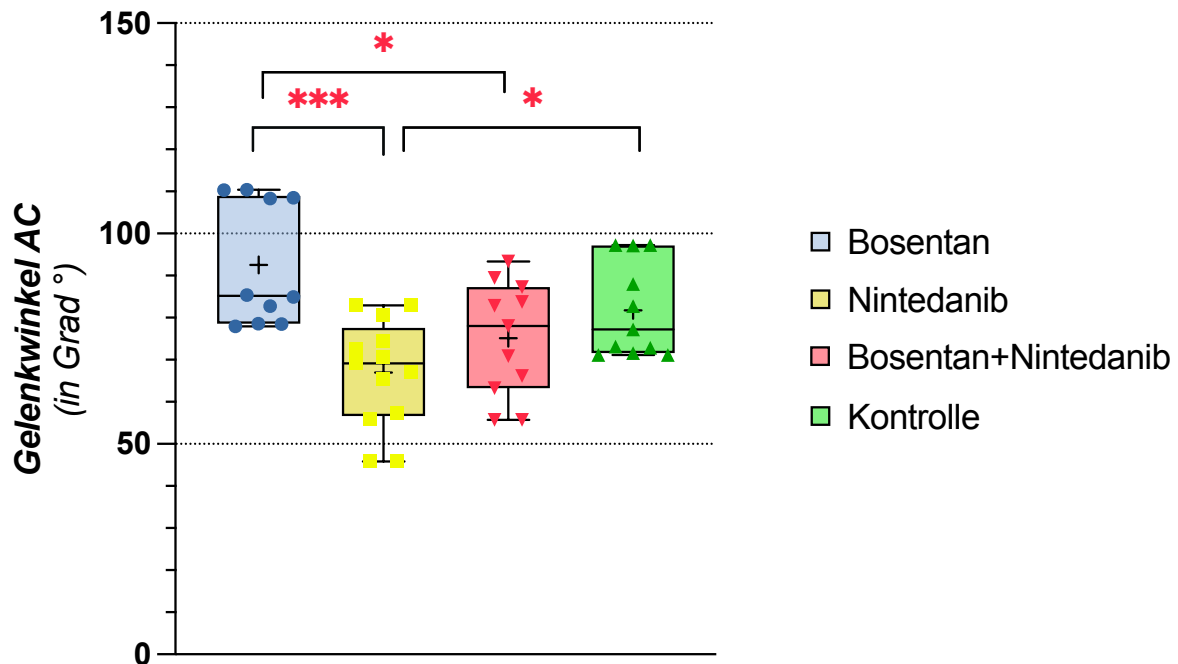 150
*
***
*
100
50
0
Gelenkwinkel AC
(in Grad °)
Bosentan
Nintedanib
Bosentan+Nintedanib
Kontrolle